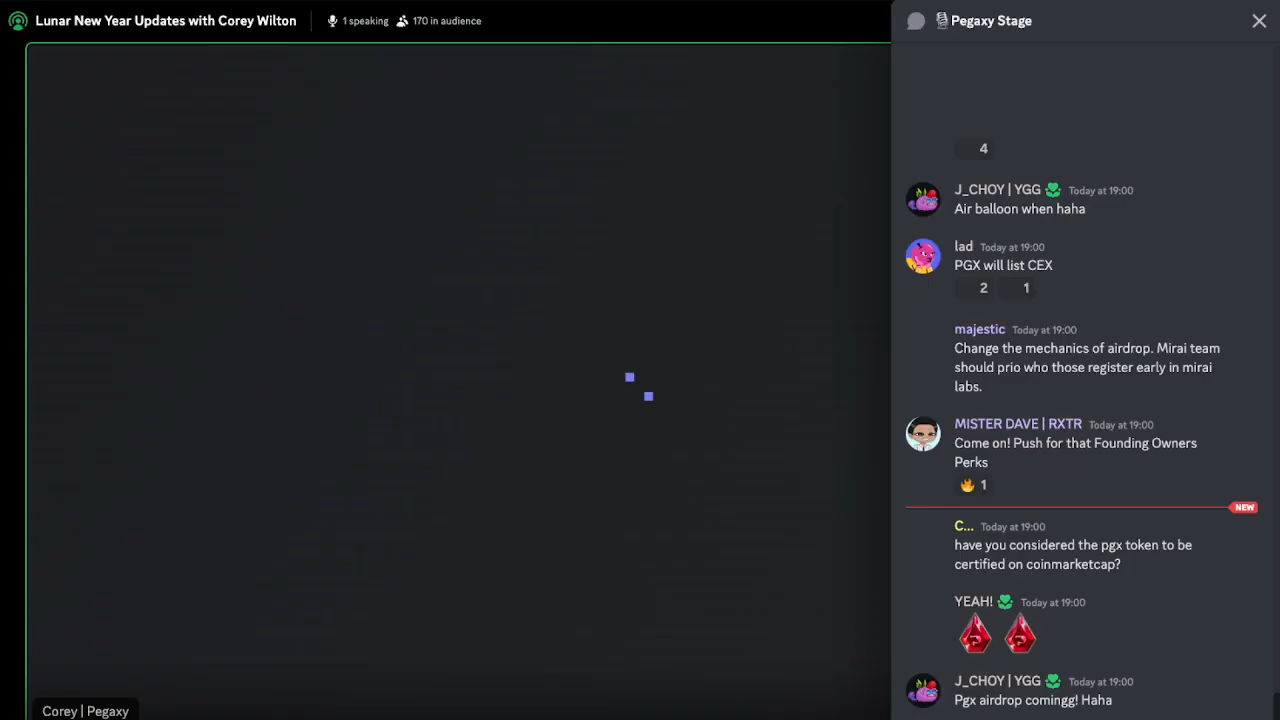 Lunar New Year Updates with Corey Wilton
1 speaking
170 in audience
Pegaxy Stage
4
J_CHOY | YGG Today at 19:00
Air balloon when haha
lad Today at 19:00
PGX will list CEX
2 1
majestic Today at 19:00
Change the mechanics of airdrop. Mirai team
should prio who those register early in mirai
labs.
MISTER DAVE | RXTR Today at 19:00
Come on! Push for that Founding Owners
Perks
1
NEW
C... Today at 19:00
have you considered the pgx token to be
certified on coinmarketcap?
YEAH! Today at 19:00
J_CHOY | YGG Today at 19:00
Pgx airdrop comingg! Haha
Corey | Pegaxy